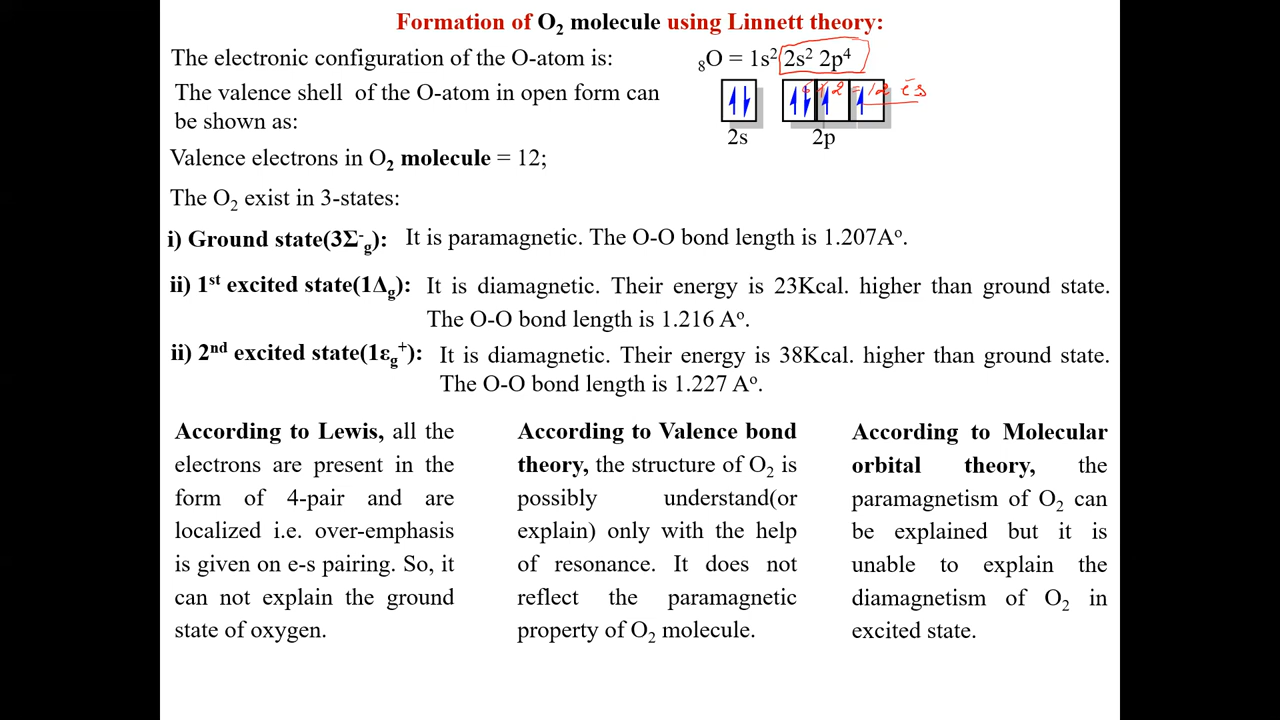 Formation of O₂ molecule using Linnett theory:
The electronic configuration of the O-atom is:
₈O = 1s² 2s² 2p⁴
The valence shell of the O-atom in open form can
be shown as:
6 × 2 = 12 ēs
2s
2p
Valence electrons in O₂ molecule = 12;
The O₂ exist in 3-states:
i) Ground state(3Σ⁻g): It is paramagnetic. The O-O bond length is 1.207Aº.
ii) 1ˢᵗ excited state(1Δg): It is diamagnetic. Their energy is 23Kcal. higher than ground state.
The O-O bond length is 1.216 Aº.
ii) 2ⁿᵈ excited state(1εg⁺): It is diamagnetic. Their energy is 38Kcal. higher than ground state.
The O-O bond length is 1.227 Aº.
According to Lewis, all the
electrons are present in the
form of 4-pair and are
localized i.e. over-emphasis
is given on e-s pairing. So, it
can not explain the ground
state of oxygen.
According to Valence bond
theory, the structure of O₂ is
possibly understand(or
explain) only with the help
of resonance. It does not
reflect the paramagnetic
property of O₂ molecule.
According to Molecular
orbital theory, the
paramagnetism of O₂ can
be explained but it is
unable to explain the
diamagnetism of O₂ in
excited state.